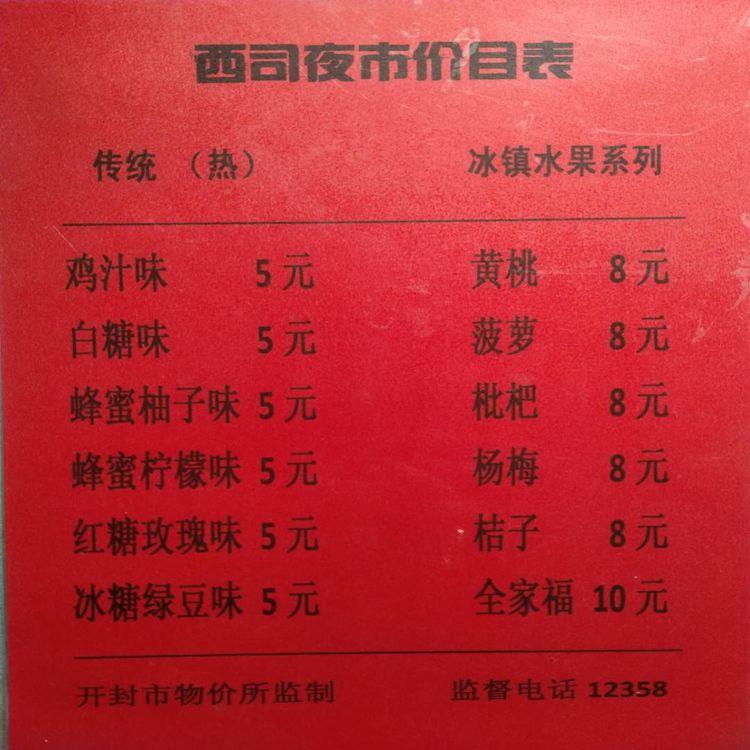 西司夜市价目表
传统 （热） 冰镇水果系列
鸡汁味 5 元 黄桃 8 元
白糖味 5 元 菠萝 8 元
蜂蜜柚子味 5 元 枇杷 8 元
蜂蜜柠檬味 5 元 杨梅 8 元
红糖玫瑰味 5 元 桔子 8 元
冰糖绿豆味 5 元 全家福 10 元
开封市物价所监制 监督电话 12358